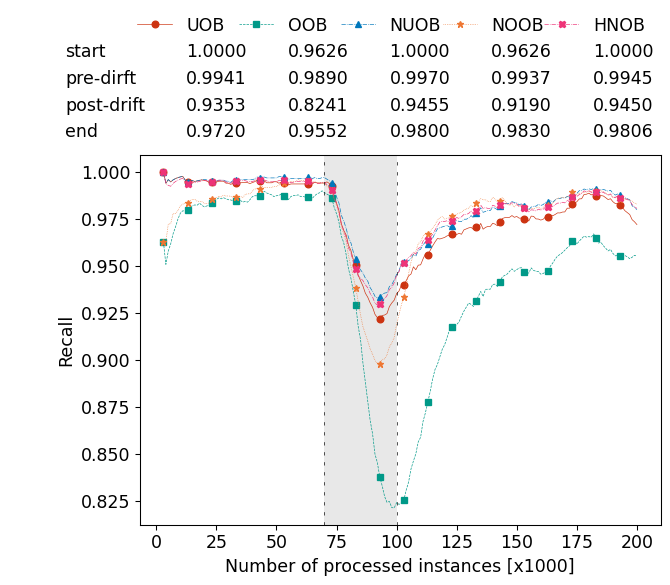 UOB OOB NUOB NOOB HNOB
start 1.0000 0.9626 1.0000 0.9626 1.0000
pre-dirft 0.9941 0.9890 0.9970 0.9937 0.9945
post-drift 0.9353 0.8241 0.9455 0.9190 0.9450
end 0.9720 0.9552 0.9800 0.9830 0.9806
1.000
0.975
0.950
0.925
0.900
0.875
0.850
0.825
Recall
0 25 50 75 100 125 150 175 200
Number of processed instances [x1000]